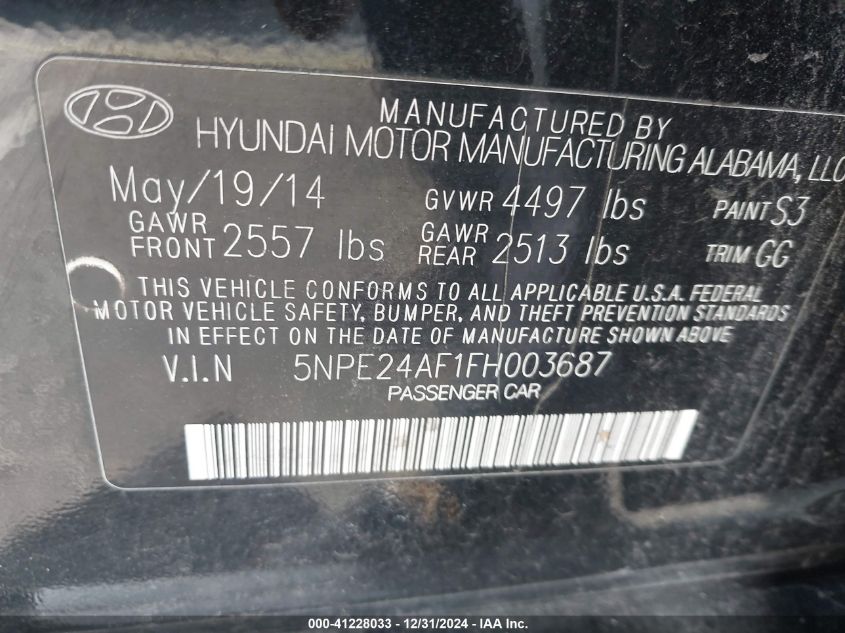 MANUFACTURED BY
HYUNDAI MOTOR MANUFACTURING ALABAMA, LLC
May/19/14 GVWR 4497 lbs PAINT S3
GAWR FRONT 2557 lbs GAWR REAR 2513 lbs TRIM GG
THIS VEHICLE CONFORMS TO ALL APPLICABLE U.S.A. FEDERAL
MOTOR VEHICLE SAFETY, BUMPER, AND THEFT PREVENTION STANDARDS
IN EFFECT ON THE DATE OF MANUFACTURE SHOWN ABOVE
V.I.N 5NPE24AF1FH003687
PASSENGER CAR
000-41228033 - 12/31/2024 - IAA Inc.